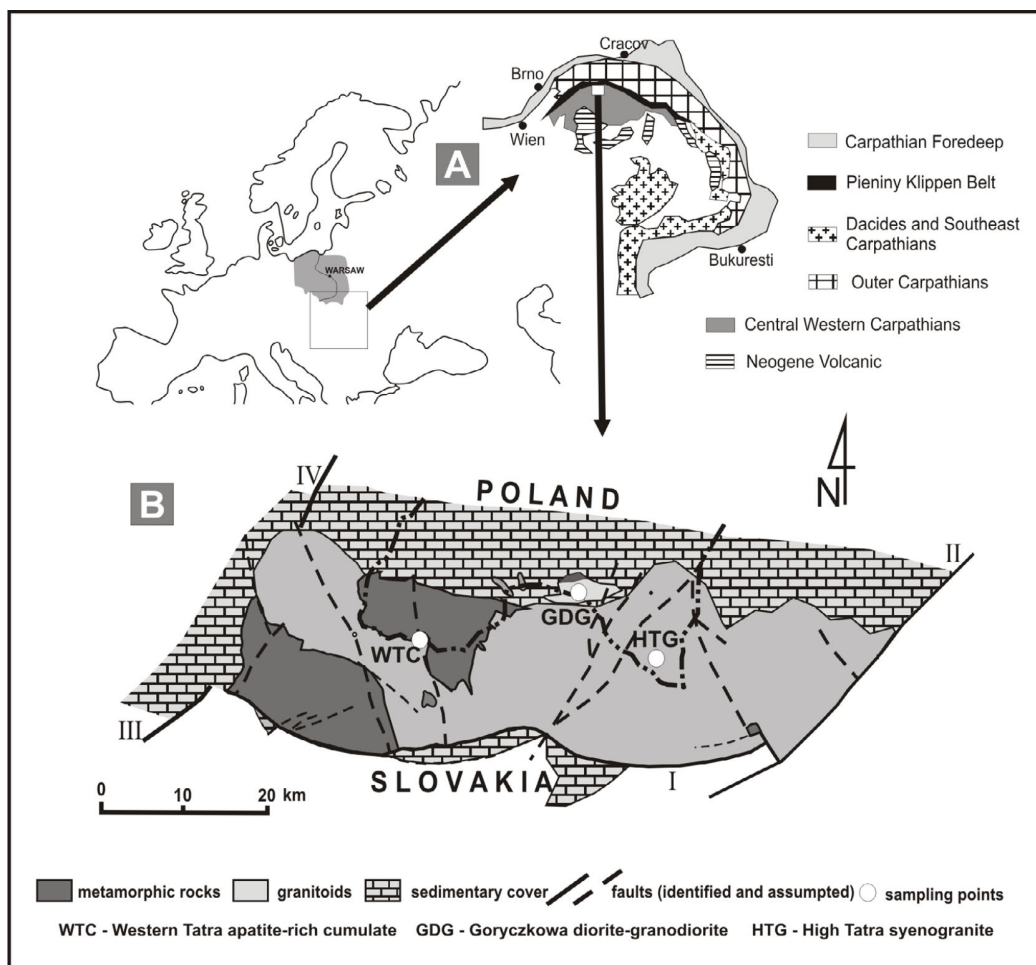 Cracov
Brno
Wien
A
WARSAW
Bukuresti
Carpathian Foredeep
Pieniny Klippen Belt
Dacides and Southeast
Carpathians
Outer Carpathians
Central Western Carpathians
Neogene Volcanic
N
B
IV
POLAND
II
GDG
WTC
HTG
III
SLOVAKIA
I
0 10 20 km
metamorphic rocks granitoids sedimentary cover faults (identified and assumpted) sampling points
WTC - Western Tatra apatite-rich cumulate GDG - Goryczkowa diorite-granodiorite HTG - High Tatra syenogranite